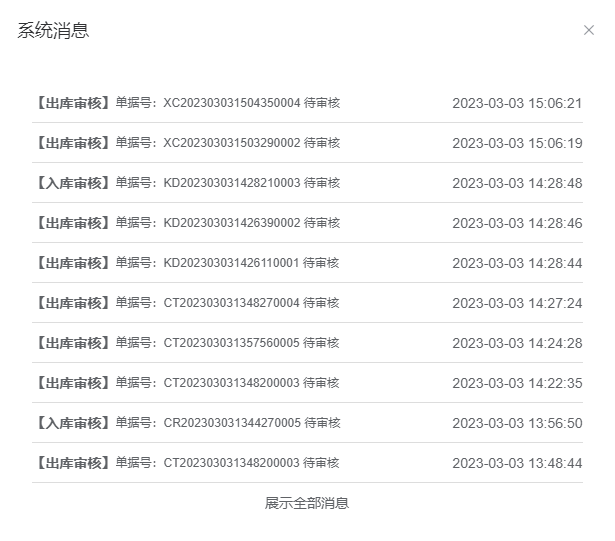 系统消息
【出库审核】单据号：XC202303031504350004 待审核 2023-03-03 15:06:21
【出库审核】单据号：XC202303031503290002 待审核 2023-03-03 15:06:19
【入库审核】单据号：KD202303031428210003 待审核 2023-03-03 14:28:48
【出库审核】单据号：KD202303031426390002 待审核 2023-03-03 14:28:46
【出库审核】单据号：KD202303031426110001 待审核 2023-03-03 14:28:44
【出库审核】单据号：CT202303031348270004 待审核 2023-03-03 14:27:24
【出库审核】单据号：CT202303031357560005 待审核 2023-03-03 14:24:28
【出库审核】单据号：CT202303031348200003 待审核 2023-03-03 14:22:35
【入库审核】单据号：CR202303031344270005 待审核 2023-03-03 13:56:50
【出库审核】单据号：CT202303031348200003 待审核 2023-03-03 13:48:44
展示全部消息